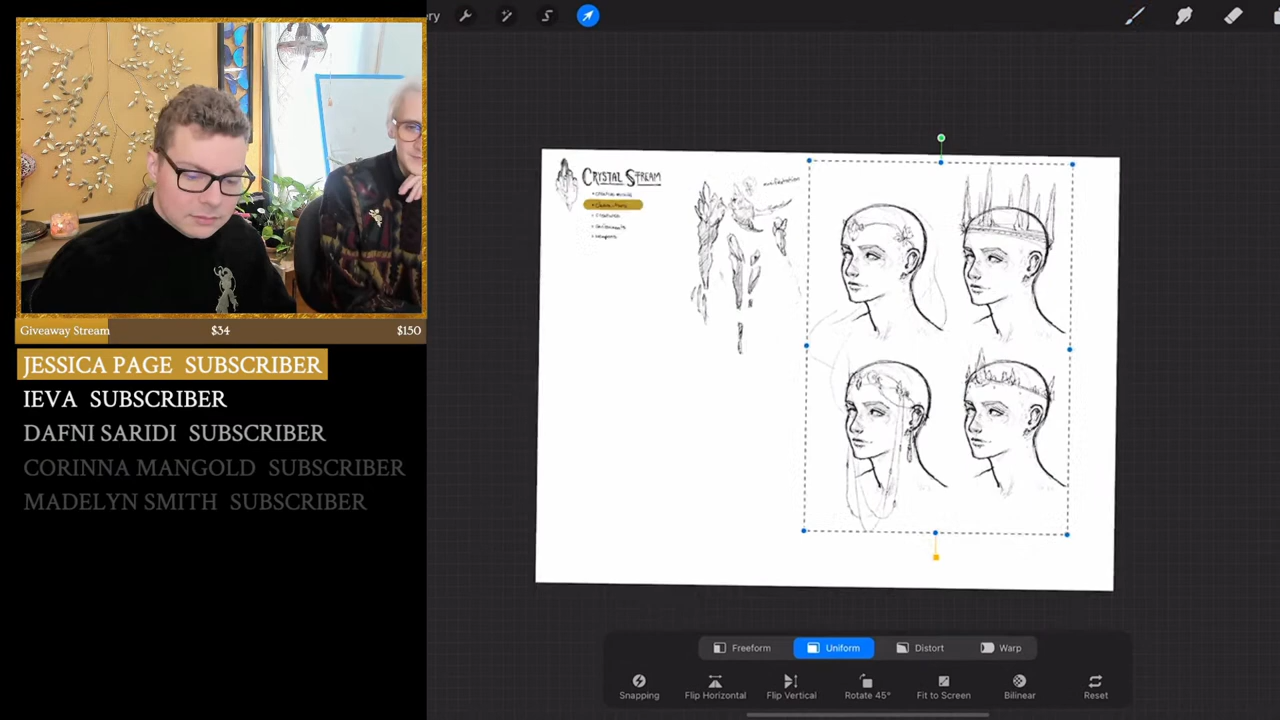 ry
Giveaway Stream $34 $150
JESSICA PAGE SUBSCRIBER
IEVA SUBSCRIBER
DAFNI SARIDI SUBSCRIBER
CORINNA MANGOLD SUBSCRIBER
MADELYN SMITH SUBSCRIBER
CRYSTAL STREAM
Freeform Uniform Distort Warp
Snapping Flip Horizontal Flip Vertical Rotate 45° Fit to Screen Bilinear Reset